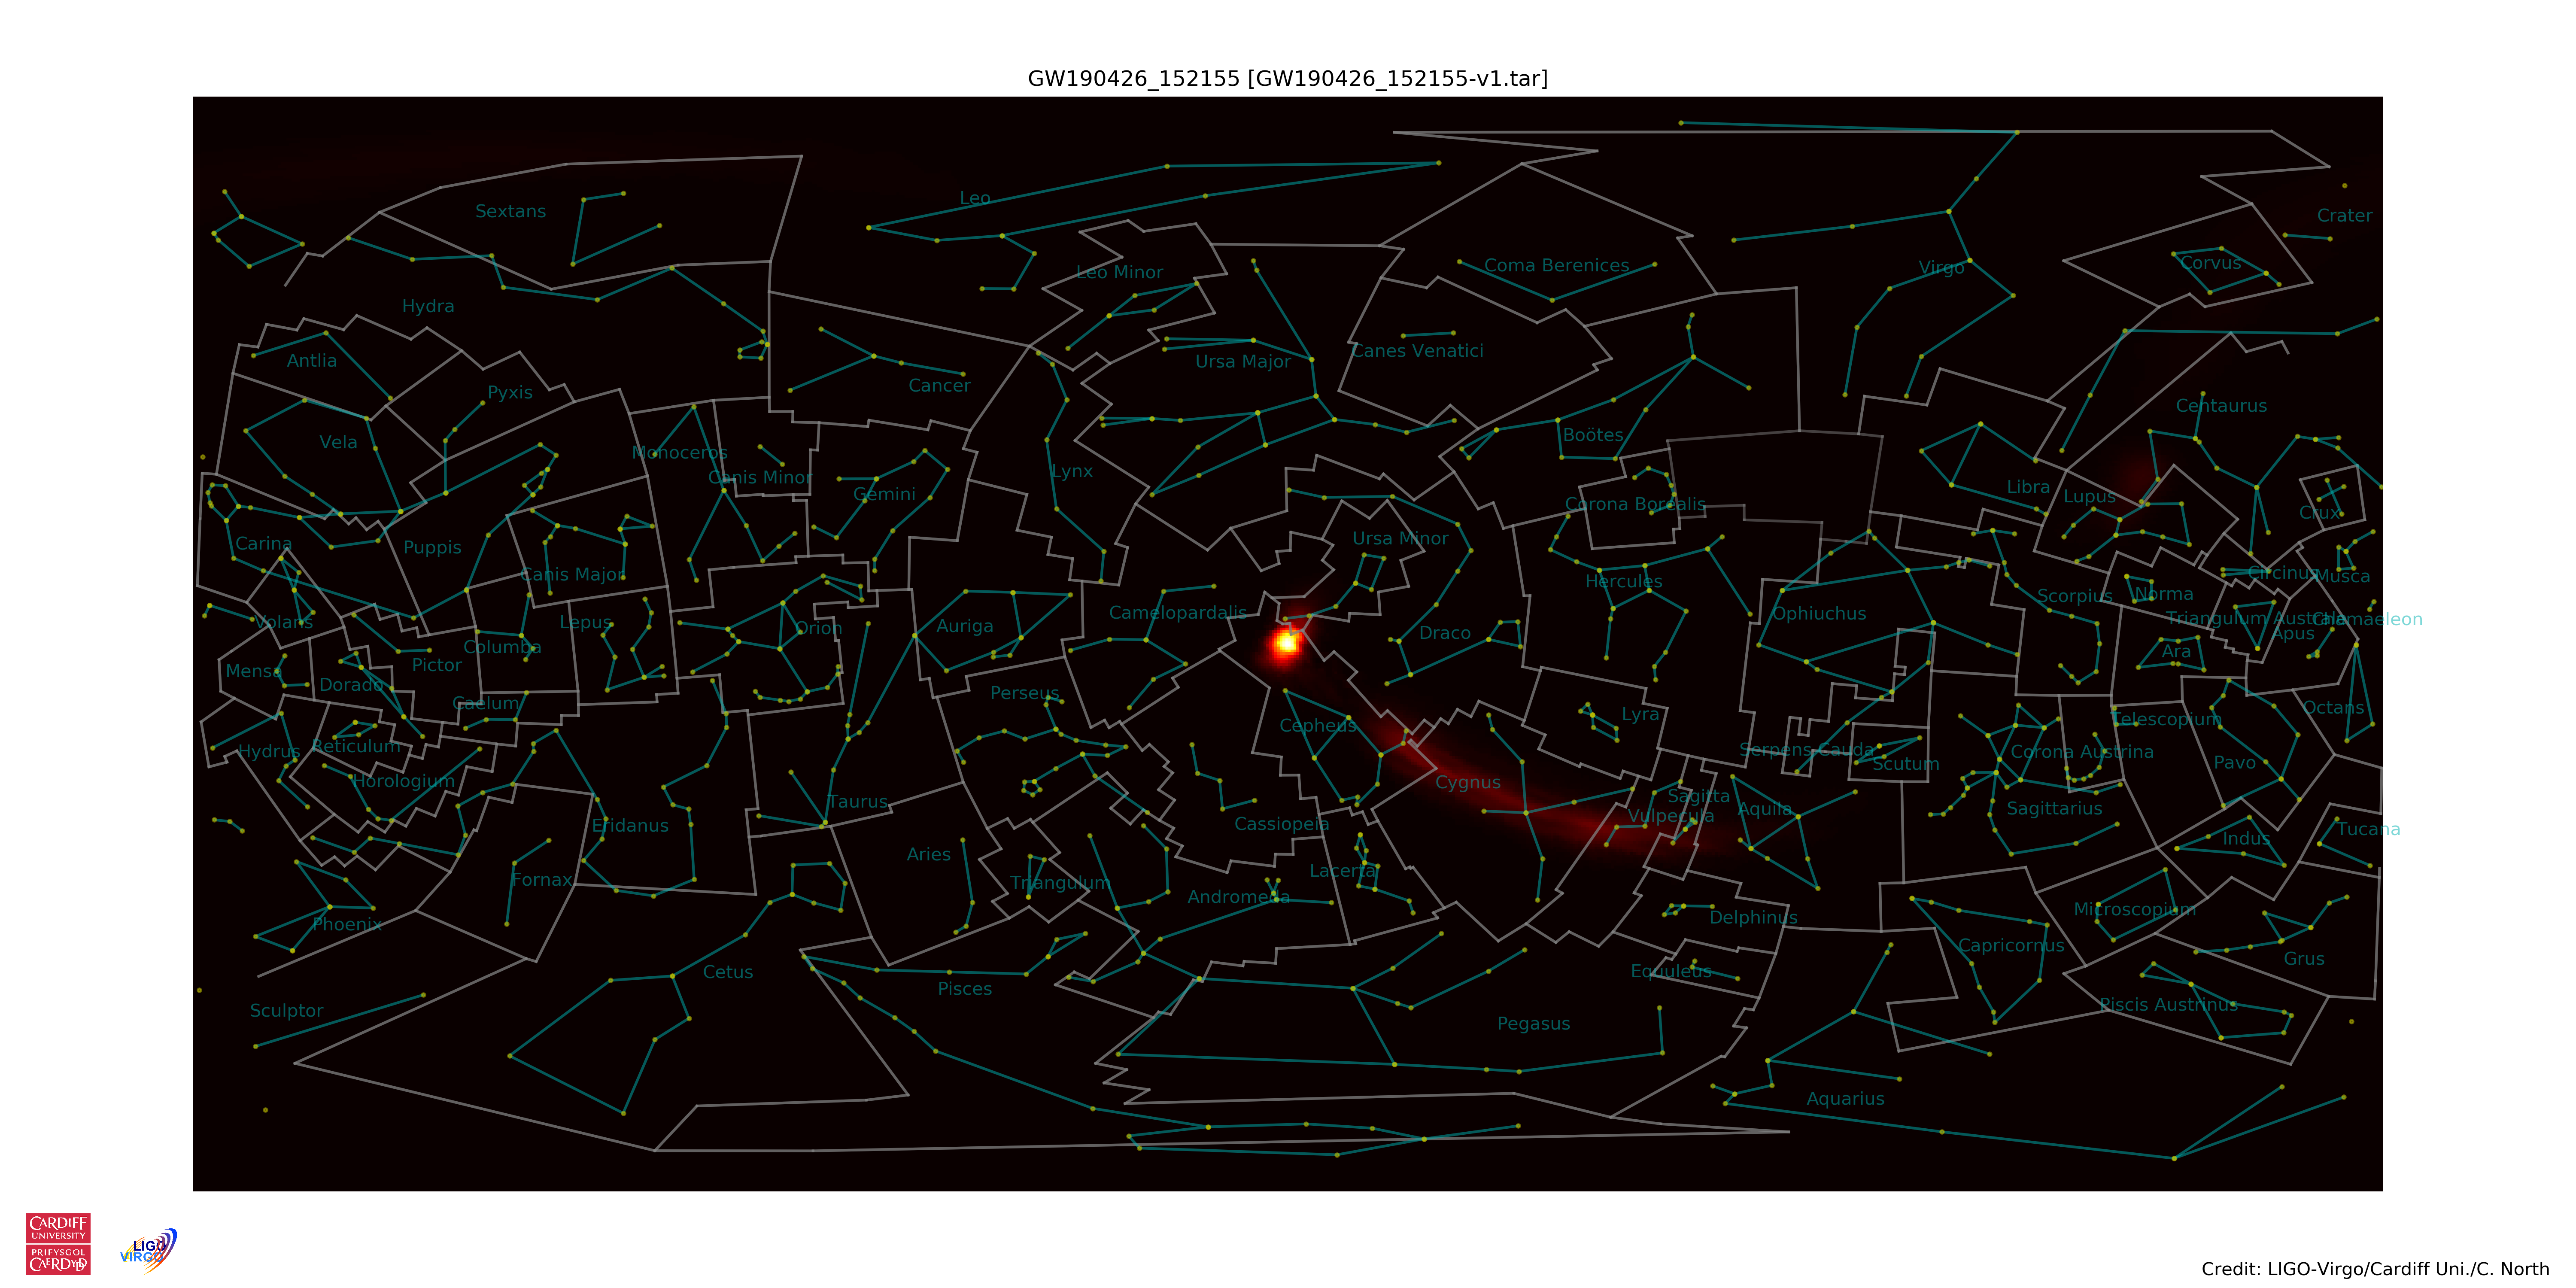 GW190426_152155 [GW190426_152155-v1.tar]
Leo
Sextans
Crater
Coma Berenices
Corvus
Virgo
Leo Minor
Hydra
Canes Venatici
Antlia
Ursa Major
Cancer
Pyxis
Centaurus
Boötes
Vela
Monoceros
Lynx
Canis Minor
Libra
Gemini
Lupus
Corona Borealis
Crux
Ursa Minor
Carina
Puppis
Circinus
Canis Major
Musca
Hercules
Norma
Scorpius
Camelopardalis
Ophiuchus
Triangulum Australe
Chamaeleon
Volans
Lepus
Auriga
Orion
Draco
Apus
Columba
Ara
Pictor
Mensa
Dorado
Perseus
Caelum
Octans
Lyra
Telescopium
Cepheus
Reticulum
Serpens Cauda
Hydrus
Corona Austrina
Pavo
Scutum
Horologium
Cygnus
Sagitta
Taurus
Aquila
Sagittarius
Vulpecula
Cassiopeia
Eridanus
Tucana
Indus
Aries
Lacerta
Fornax
Triangulum
Andromeda
Microscopium
Delphinus
Phoenix
Capricornus
Grus
Cetus
Equuleus
Pisces
Piscis Austrinus
Sculptor
Pegasus
Aquarius
CARDIFF
UNIVERSITY
PRIFYSGOL
CAERDYDD
LIGO
VIRGO
Credit: LIGO-Virgo/Cardiff Uni./C. North